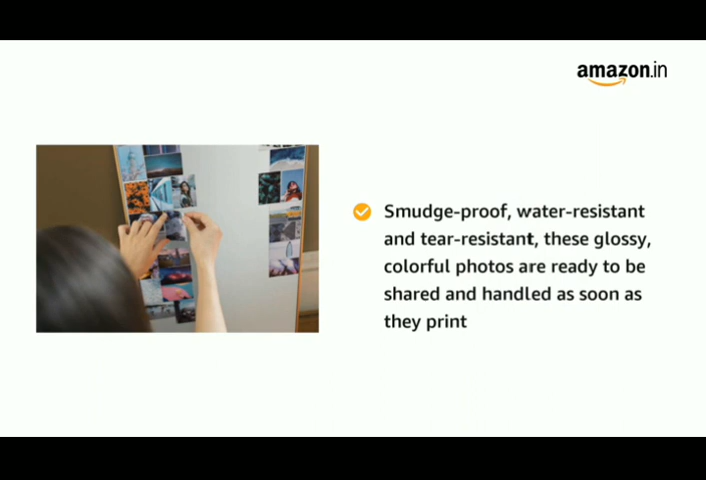 amazon.in
Smudge-proof, water-resistant
and tear-resistant, these glossy,
colorful photos are ready to be
shared and handled as soon as
they print